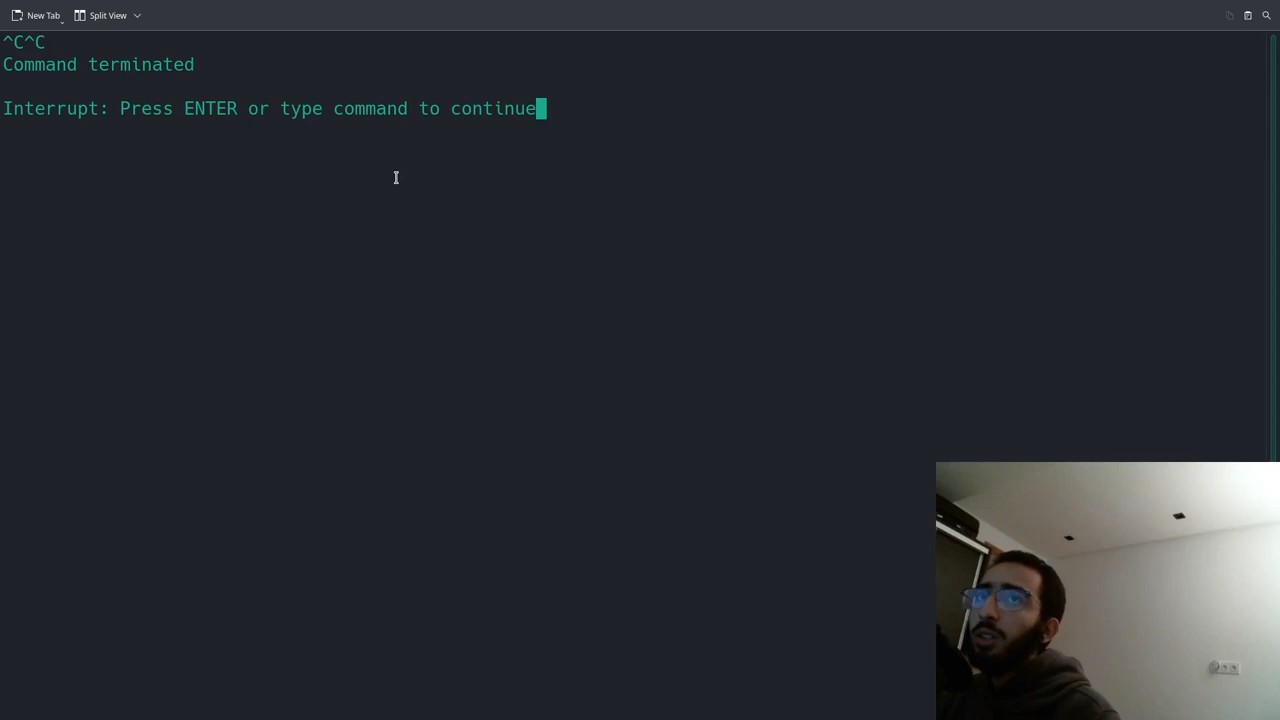 New Tab Split View
^C^C
Command terminated
Interrupt: Press ENTER or type command to continue